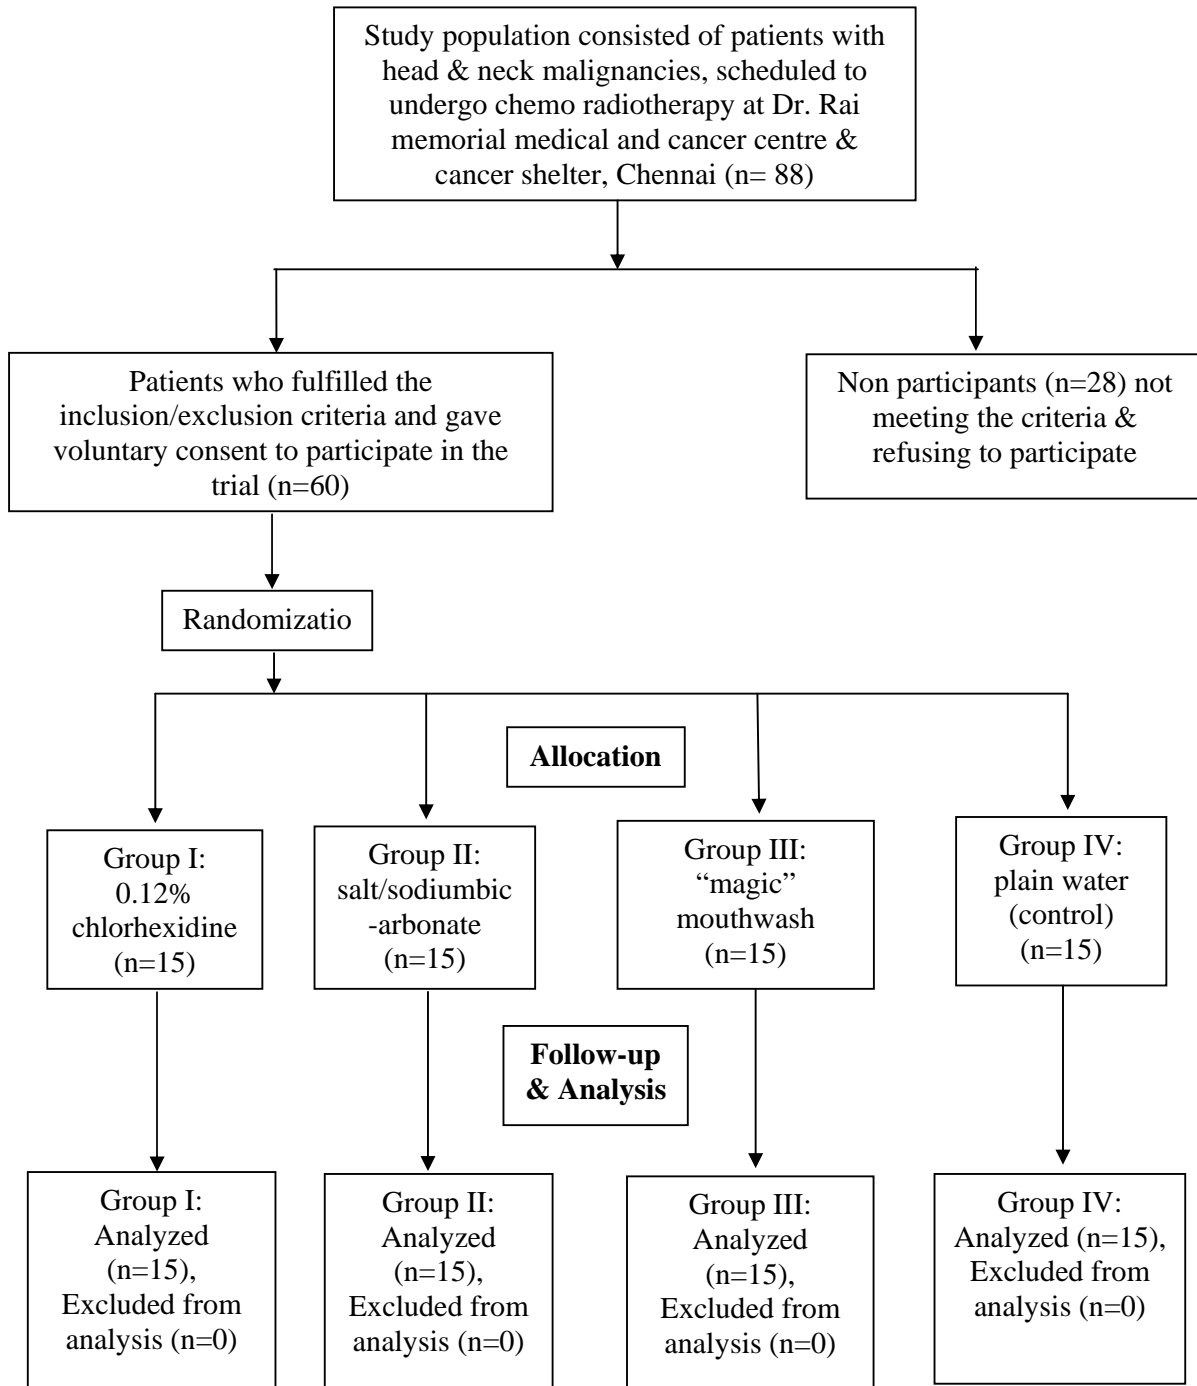 Study population consisted of patients with
head & neck malignancies, scheduled to
undergo chemo radiotherapy at Dr. Rai
memorial medical and cancer centre &
cancer shelter, Chennai (n= 88)
Patients who fulfilled the
inclusion/exclusion criteria and gave
voluntary consent to participate in the
trial (n=60)
Non participants (n=28) not
meeting the criteria &
refusing to participate
Randomizatio
Allocation
Group I:
0.12%
chlorhexidine
(n=15)
Group II:
salt/sodiumbic
-arbonate
(n=15)
Group III:
“magic”
mouthwash
(n=15)
Group IV:
plain water
(control)
(n=15)
Follow-up
& Analysis
Group I:
Analyzed
(n=15),
Excluded from
analysis (n=0)
Group II:
Analyzed
(n=15),
Excluded from
analysis (n=0)
Group III:
Analyzed
(n=15),
Excluded from
analysis (n=0)
Group IV:
Analyzed (n=15),
Excluded from
analysis (n=0)